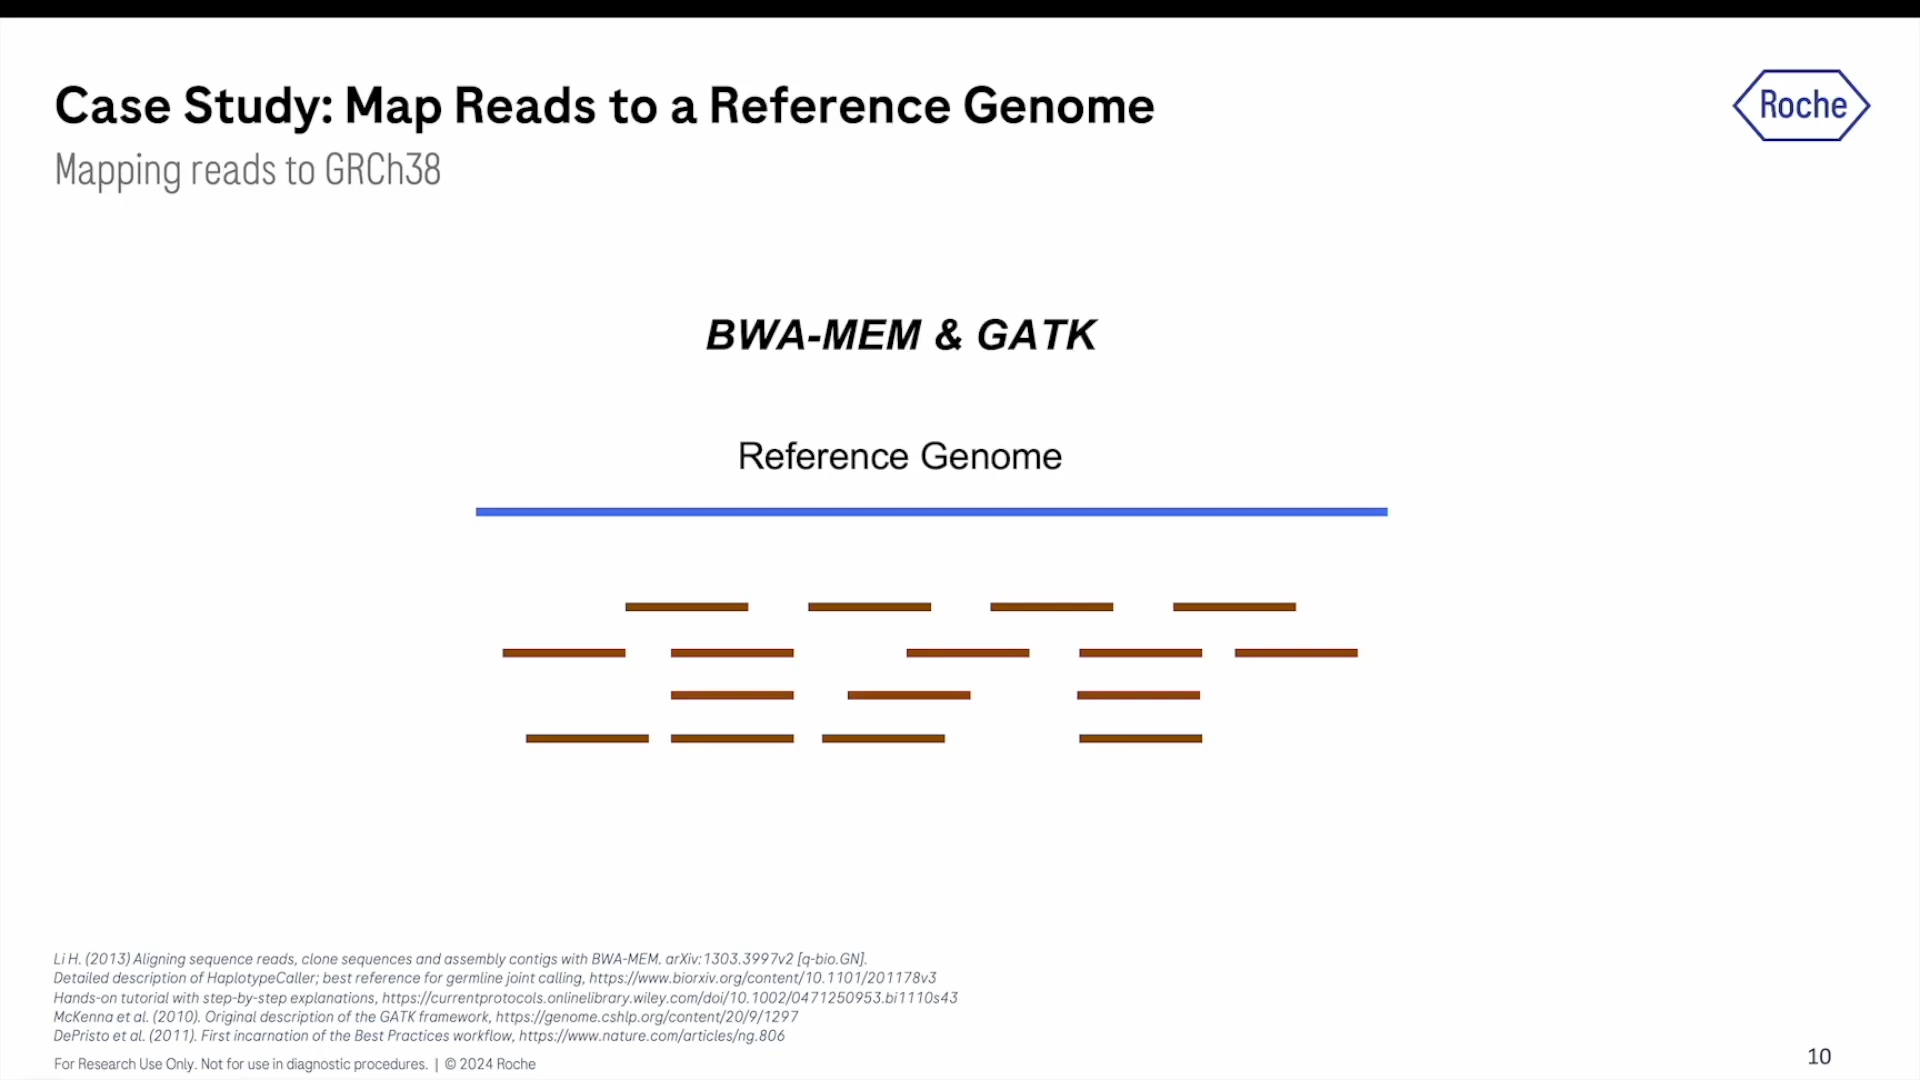 Case Study: Map Reads to a Reference Genome
Roche
Mapping reads to GRCh38
BWA-MEM & GATK
Reference Genome
Li H. (2013) Aligning sequence reads, clone sequences and assembly contigs with BWA-MEM. arXiv:1303.3997v2 [q-bio.GN].
Detailed description of HaplotypeCaller; best reference for germline joint calling, https://www.biorxiv.org/content/10.1101/201178v3
Hands-on tutorial with step-by-step explanations, https://currentprotocols.onlinelibrary.wiley.com/doi/10.1002/0471250953.bi1110s43
McKenna et al. (2010). Original description of the GATK framework, https://genome.cshlp.org/content/20/9/1297
DePristo et al. (2011). First incarnation of the Best Practices workflow, https://www.nature.com/articles/ng.806
For Research Use Only. Not for use in diagnostic procedures. | © 2024 Roche
10